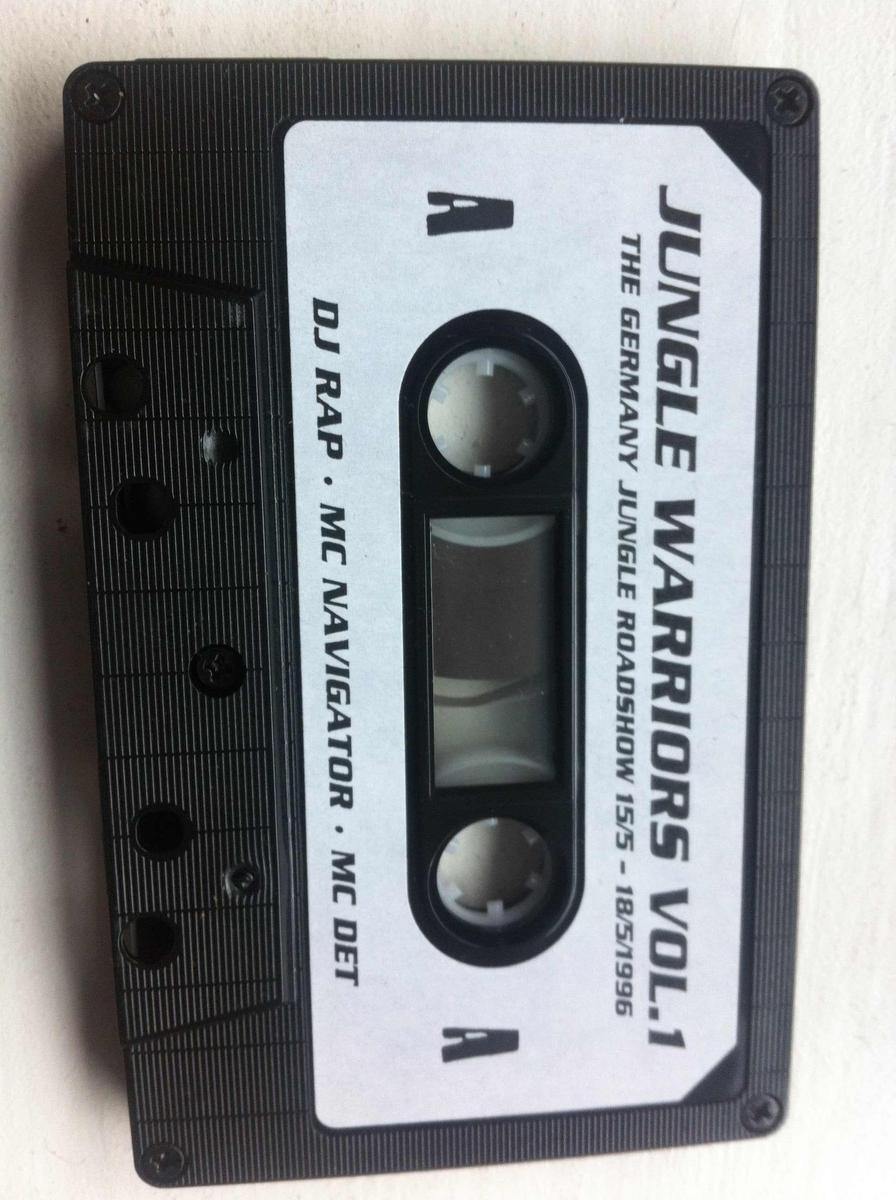 JUNGLE WARRIORS VOL.1
THE GERMANY JUNGLE ROADSHOW 15/5 - 18/5/1996
A A
DJ RAP • MC NAVIGATOR • MC DET